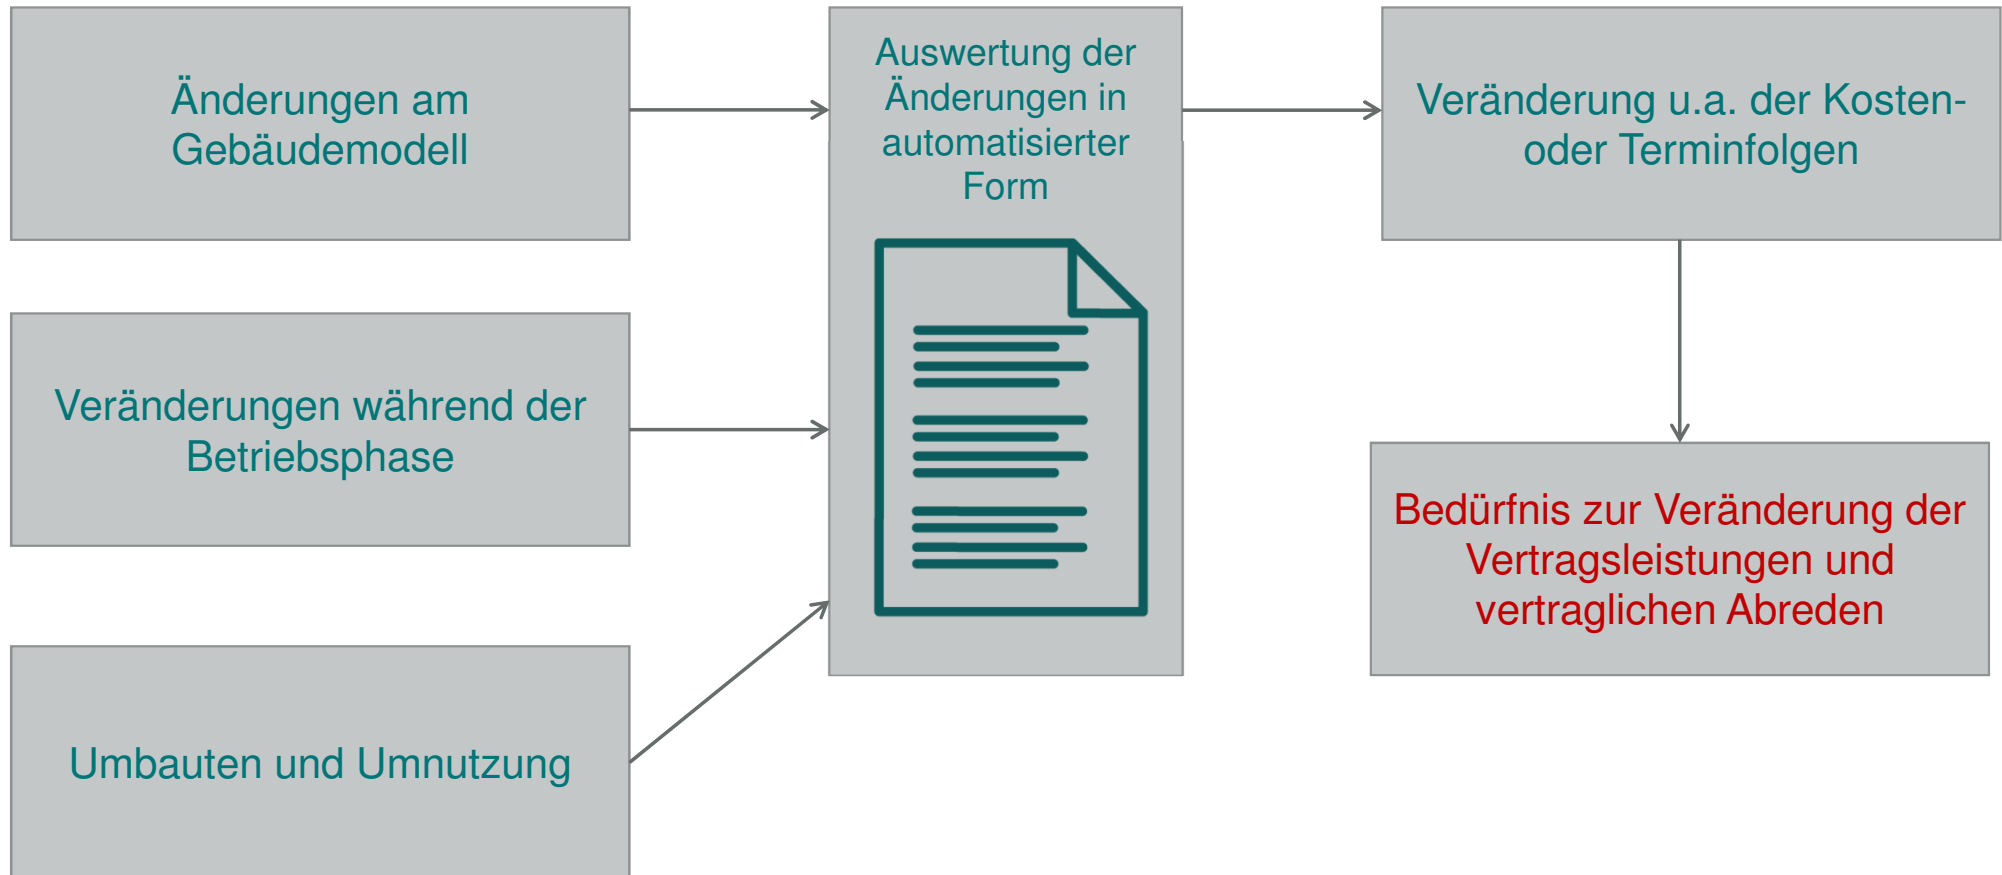 Änderungen am
Gebäudemodell
Auswertung der
Änderungen in
automatisierter
Form
Veränderung u.a. der Kosten-
oder Terminfolgen
Veränderungen während der
Betriebsphase
Bedürfnis zur Veränderung der
Vertragsleistungen und
vertraglichen Abreden
Umbauten und Umnutzung